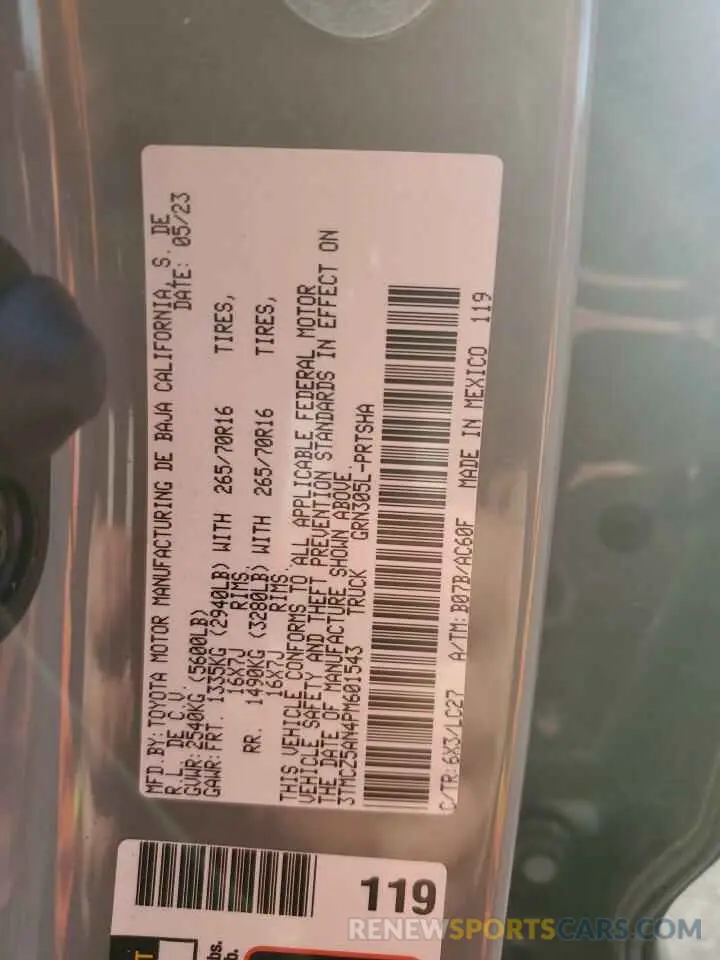 MFD.BY:TOYOTA MOTOR MANUFACTURING DE BAJA CALIFORNIA, S. DE
R.L. DE C.V. DATE: 05/23
GVWR:2540KG (5600LB)
GAWR:FRT. 1335KG (2940LB) WITH 265/70R16 TIRES,
16X7J RIMS,
RR. 1490KG (3280LB) WITH 265/70R16 TIRES,
16X7J RIMS
THIS VEHICLE CONFORMS TO ALL APPLICABLE FEDERAL MOTOR
VEHICLE SAFETY AND THEFT PREVENTION STANDARDS IN EFFECT ON
THE DATE OF MANUFACTURE SHOWN ABOVE.
3TMCZ5AN4PM601543 TRUCK GRN305L-PRTSHA
C/TR:6X3/LC27 A/TM:B07B/AC60F MADE IN MEXICO 119
119
bs.
b.
RENEWSPORTSCARS.COM